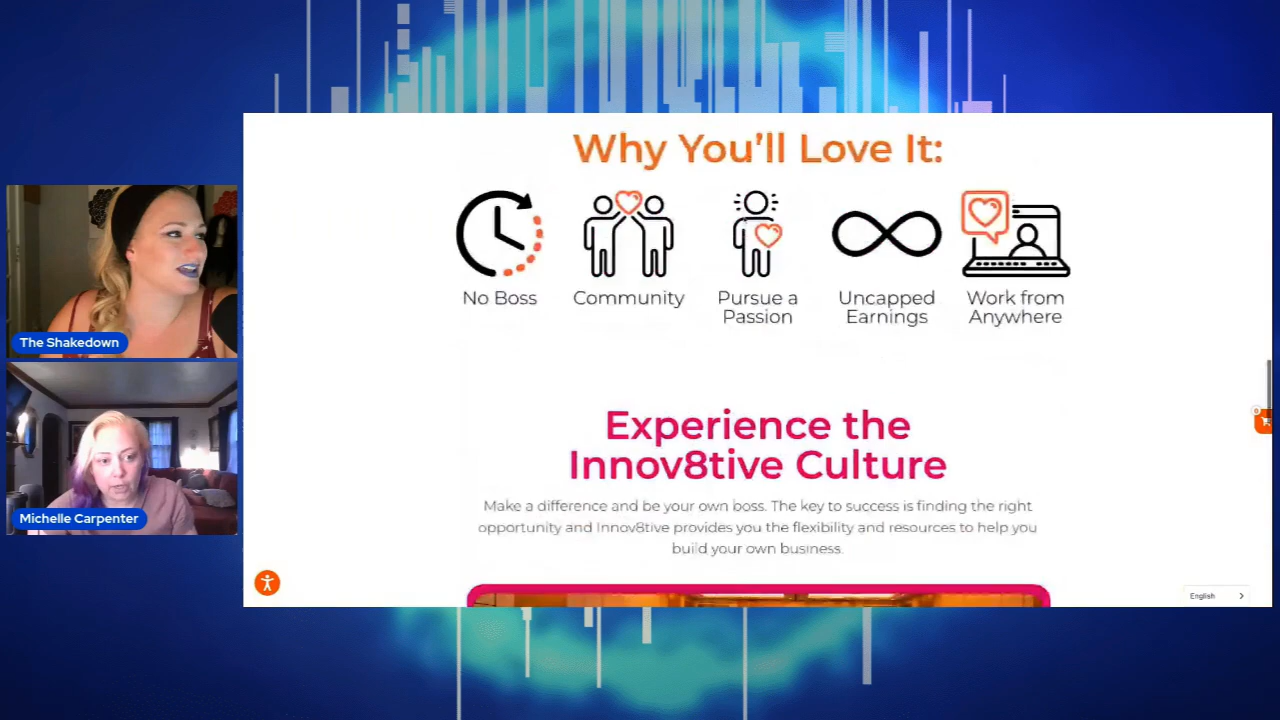 Why You'll Love It:
No Boss
Community
Pursue a
Passion
Uncapped
Earnings
Work from
Anywhere
Experience the
Innov8tive Culture
Make a difference and be your own boss. The key to success is finding the right
opportunity and Innov8tive provides you the flexibility and resources to help you
build your own business.
The Shakedown
Michelle Carpenter
0
English